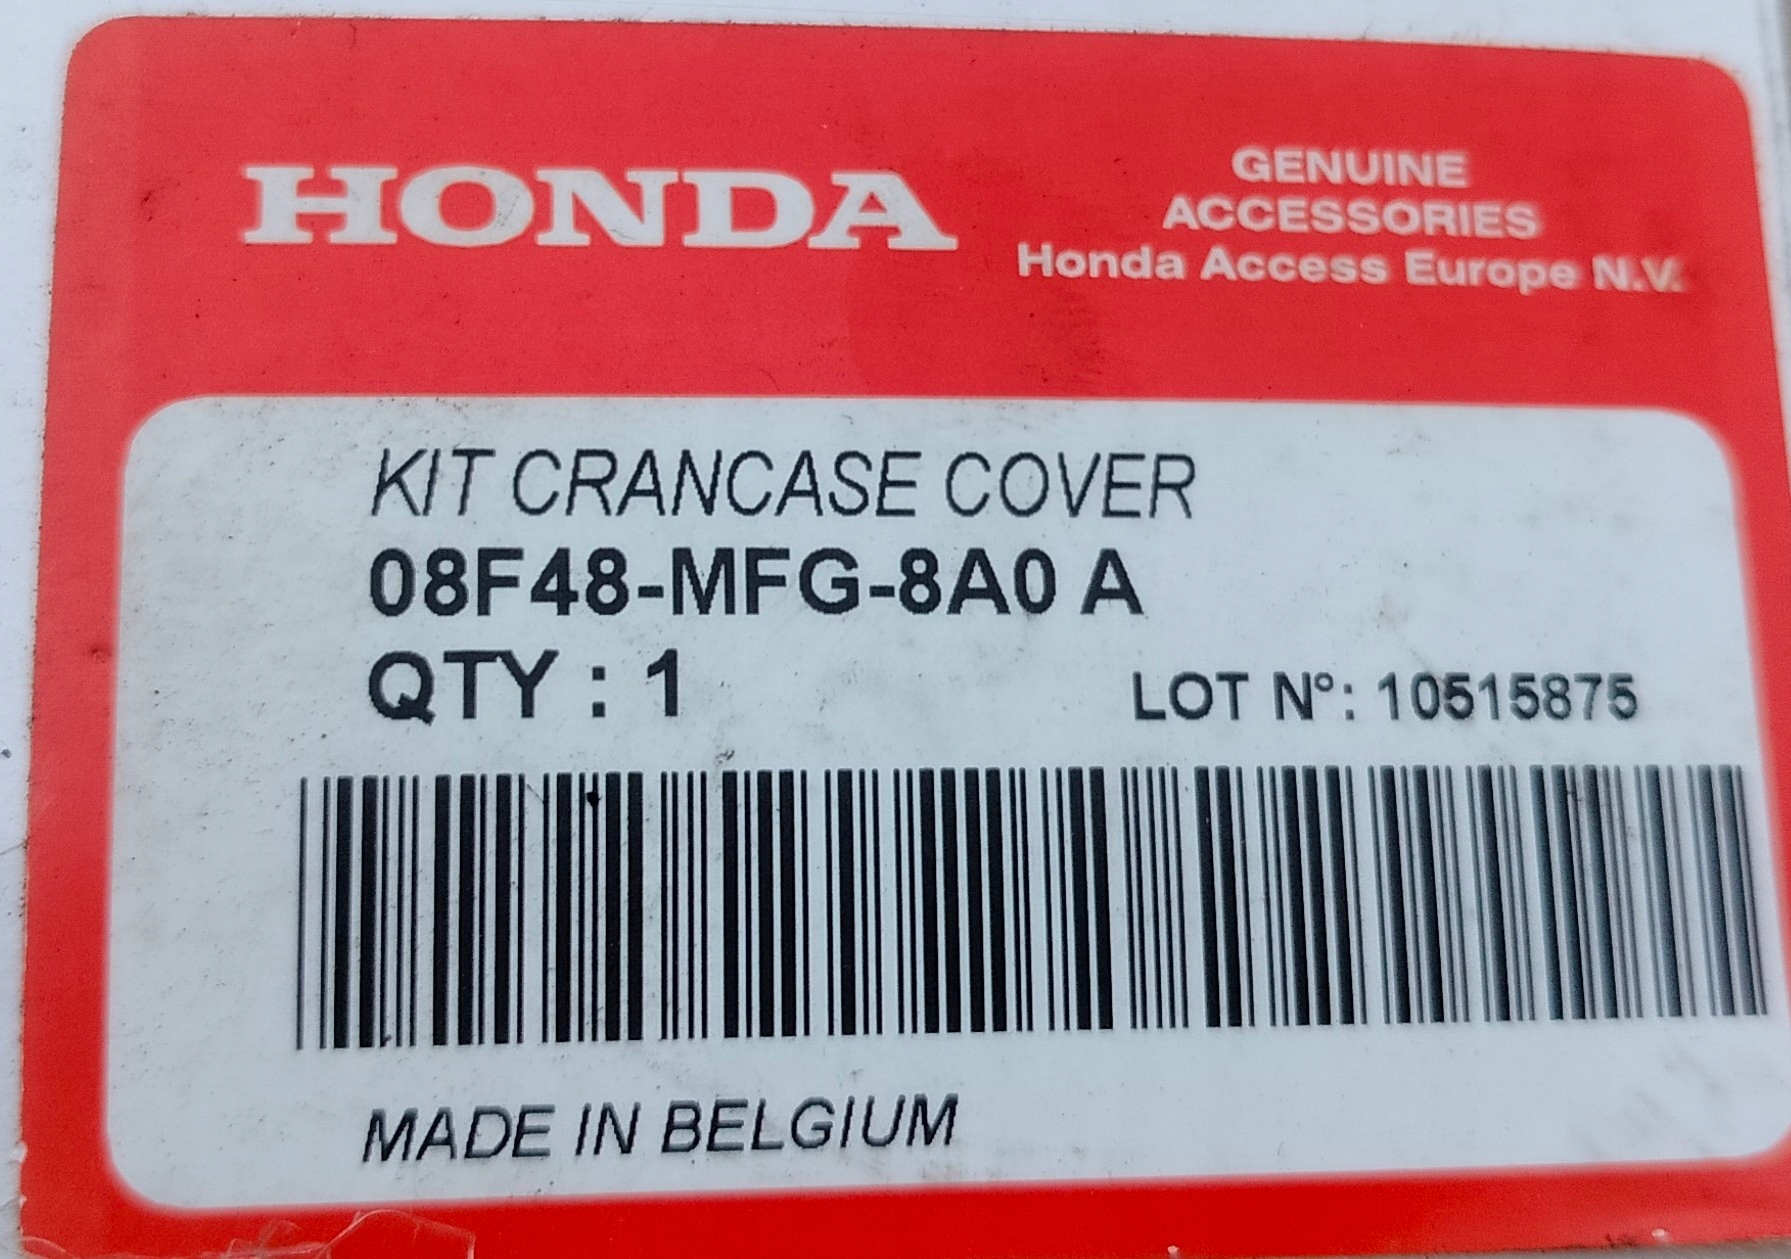 HONDA
GENUINE
ACCESSORIES
Honda Access Europe N.V.
KIT CRANCASE COVER
08F48-MFG-8A0 A
QTY : 1
LOT N°: 10515875
MADE IN BELGIUM